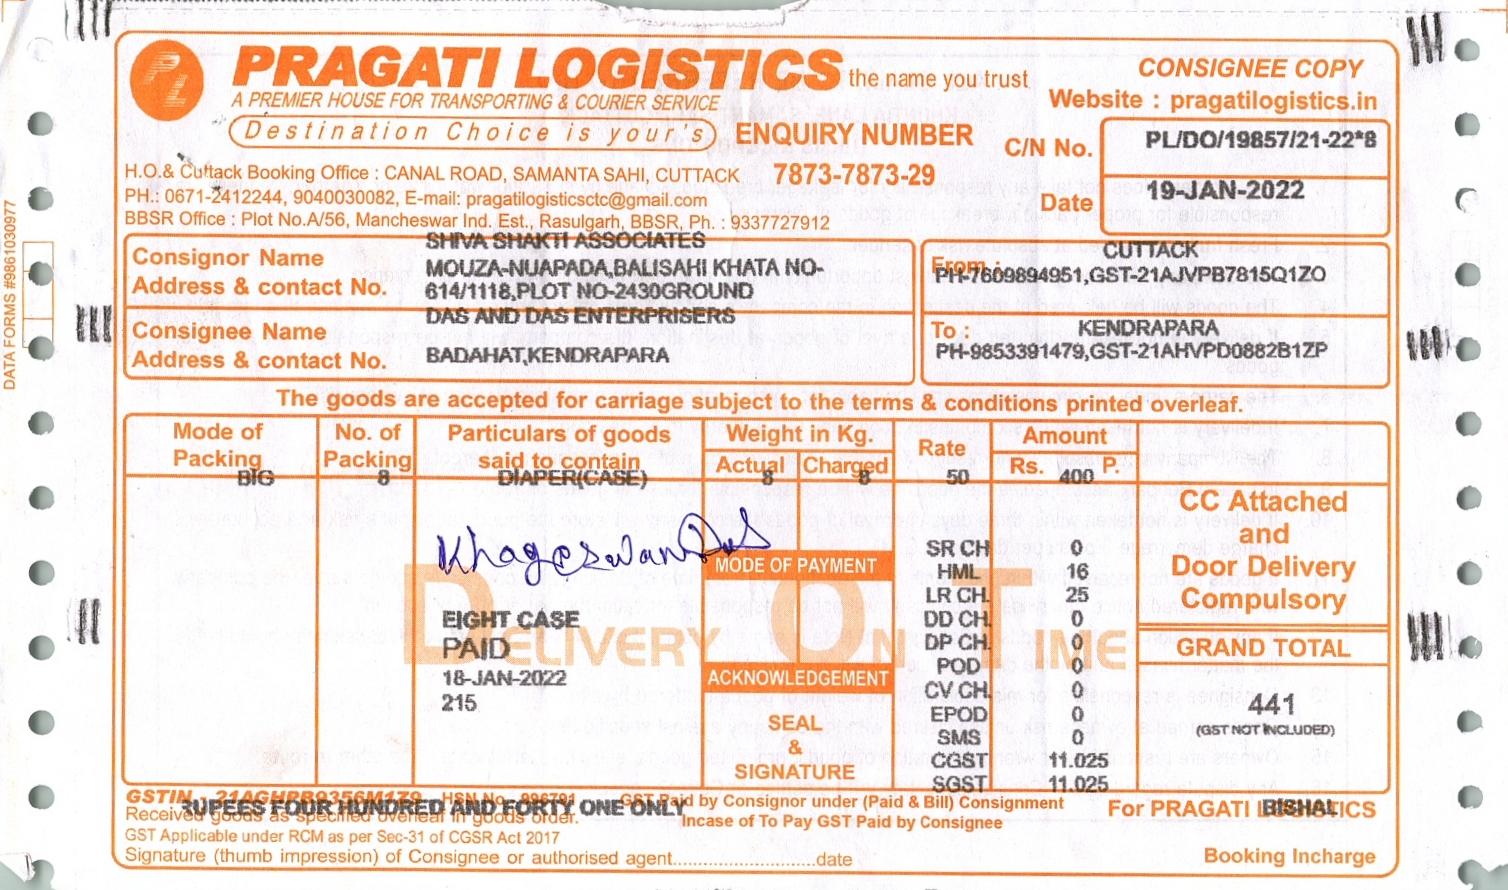 PL
PRAGATI LOGISTICS the name you trust
A PREMIER HOUSE FOR TRANSPORTING & COURIER SERVICE
Destination Choice is your's
ENQUIRY NUMBER
7873-7873-29
CONSIGNEE COPY
Website : pragatilogistics.in
C/N No. PL/DO/19857/21-22*8
Date 19-JAN-2022
H.O.& Cuttack Booking Office : CANAL ROAD, SAMANTA SAHI, CUTTACK
PH.: 0671-2412244, 9040030082, E-mail: pragatilogisticsctc@gmail.com
BBSR Office : Plot No.A/56, Mancheswar Ind. Est., Rasulgarh, BBSR, Ph. : 9337727912
DATA FORMS #9861030977
Consignor Name
Address & contact No.
SHIVA SHAKTI ASSOCIATES
MOUZA-NUAPADA,BALISAHI KHATA NO-
614/1118,PLOT NO-2430GROUND
From : CUTTACK
PH-7609894951,GST-21AJVPB7815Q1ZO
Consignee Name
Address & contact No.
DAS AND DAS ENTERPRISERS
BADAHAT,KENDRAPARA
To : KENDRAPARA
PH-9853391479,GST-21AHVPD0882B1ZP
The goods are accepted for carriage subject to the terms & conditions printed overleaf.
Mode of Packing
No. of Packing
Particulars of goods said to contain
Weight in Kg.
Actual Charged
Rate
Amount
Rs. P.
BIG 8 DIAPER(CASE) 8 8 50 400
Khageswar Das
EIGHT CASE
PAID
18-JAN-2022
215
DELIVERY ON TIME
MODE OF PAYMENT
ACKNOWLEDGEMENT
SEAL
&
SIGNATURE
SR CH 0
HML 16
LR CH. 25
DD CH. 0
DP CH. 0
POD 0
CV CH. 0
EPOD 0
SMS 0
CGST 11.025
SGST 11.025
CC Attached
and
Door Delivery
Compulsory
GRAND TOTAL
441
(GST NOT INCLUDED)
GSTIN 21AGHPB9356M1Z9 HSN No. 996791 GST Paid by Consignor under (Paid & Bill) Consignment
Incase of To Pay GST Paid by Consignee
RUPEES FOUR HUNDRED AND FORTY ONE ONLY
Received goods as specified overleaf in goods order.
GST Applicable under RCM as per Sec-31 of CGSR Act 2017
Signature (thumb impression) of Consignee or authorised agent....................date
For PRAGATI LOGISTICS
BISHAL
Booking Incharge